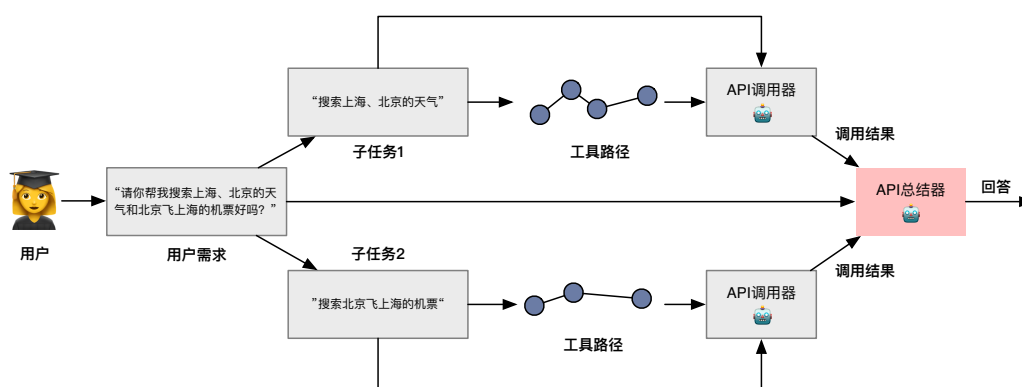 “搜索上海、北京的天气”
API调用器
子任务1
工具路径
调用结果
“请你帮我搜索上海、北京的天
气和北京飞上海的机票好吗？”
API总结器
回答
用户
用户需求
子任务2
”搜索北京飞上海的机票“
API调用器
调用结果
工具路径